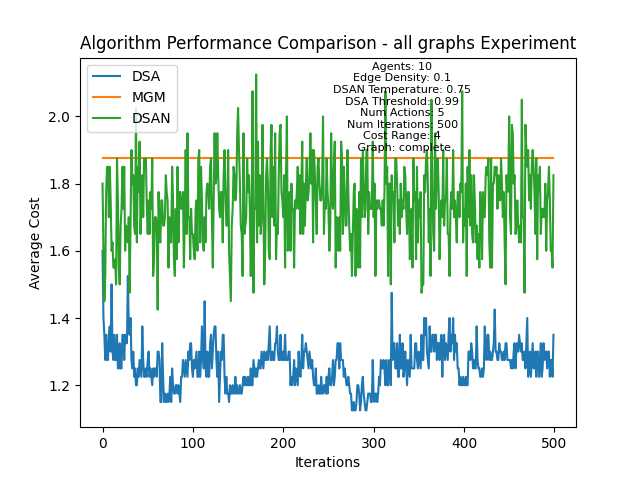 Algorithm Performance Comparison - all graphs Experiment
DSA
MGM
DSAN
Agents: 10
Edge Density: 0.1
DSAN Temperature: 0.75
DSA Threshold: 0.99
Num Actions: 5
Num Iterations: 500
Cost Range: 4
Graph: complete
Average Cost
2.0
1.8
1.6
1.4
1.2
0
100
200
300
400
500
Iterations